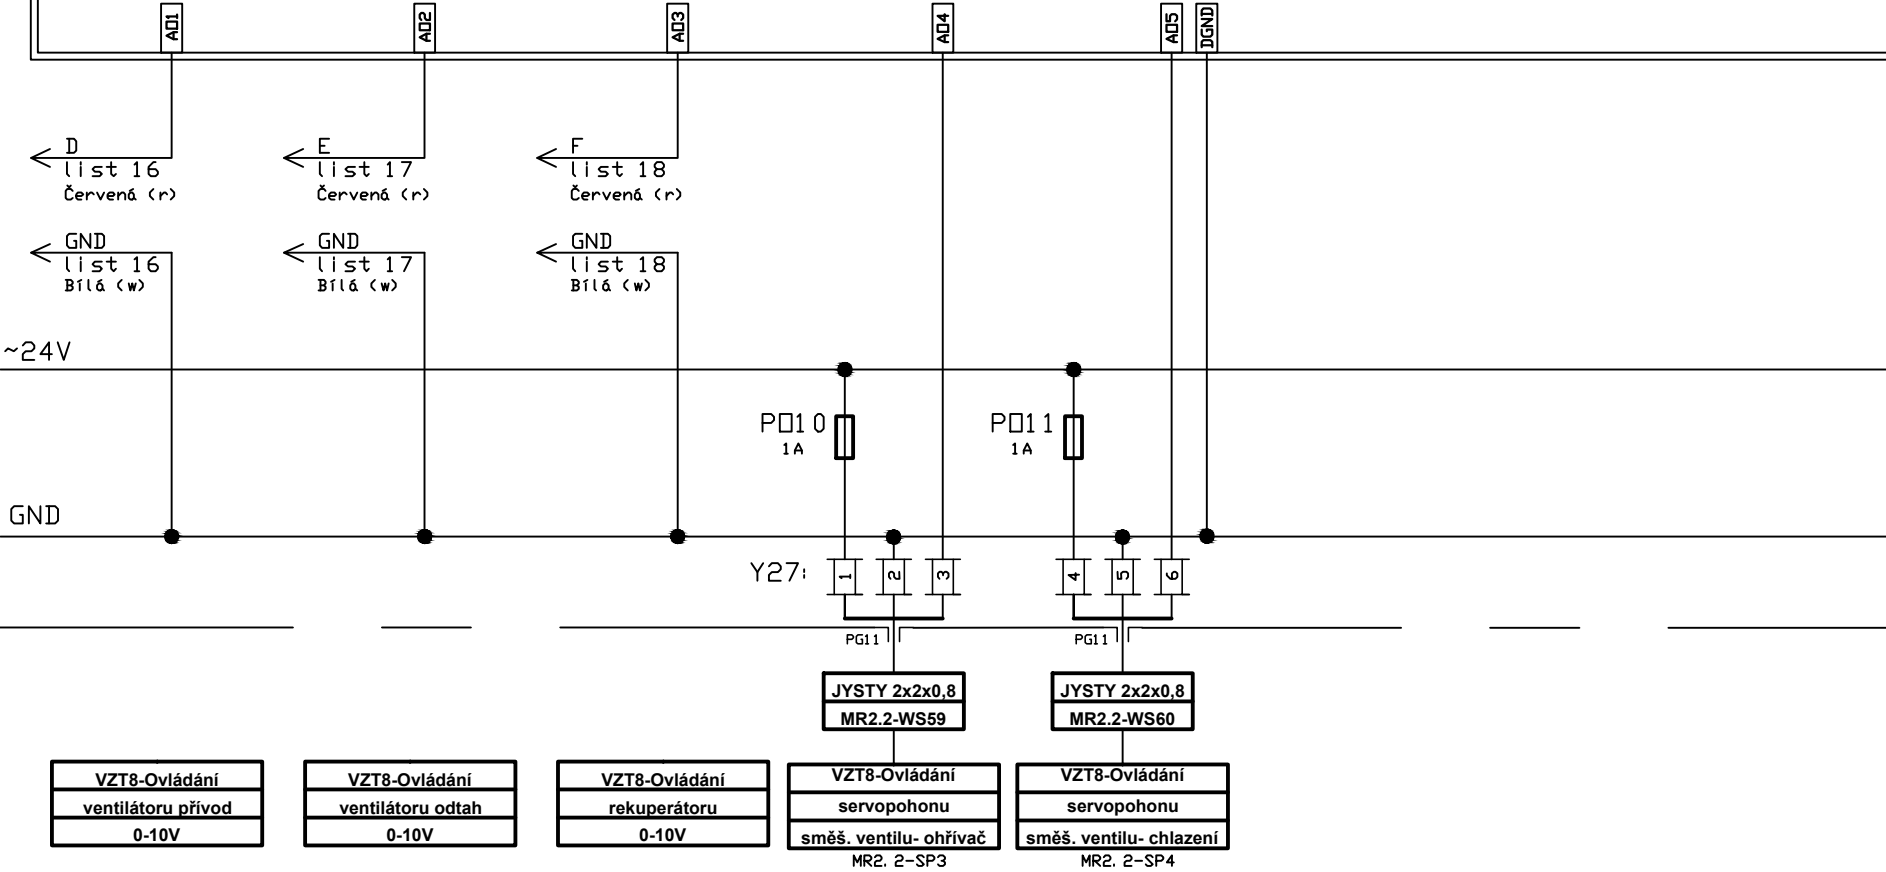 AO1
AO2
AO3
AO4
AO5
DGND
D
list 16
Červená (r)
E
list 17
Červená (r)
F
list 18
Červená (r)
GND
list 16
Bílá (w)
GND
list 17
Bílá (w)
GND
list 18
Bílá (w)
~24V
PO10
1A
PO11
1A
GND
Y27:
1
2
3
4
5
6
PG11
PG11
JYSTY 2x2x0,8
MR2.2-WS59
JYSTY 2x2x0,8
MR2.2-WS60
VZT8-Ovládání
ventilátoru přívod
0-10V
VZT8-Ovládání
ventilátoru odtah
0-10V
VZT8-Ovládání
rekuperátoru
0-10V
VZT8-Ovládání
servopohonu
směš. ventilu- ohřívač
MR2. 2-SP3
VZT8-Ovládání
servopohonu
směš. ventilu- chlazení
MR2. 2-SP4